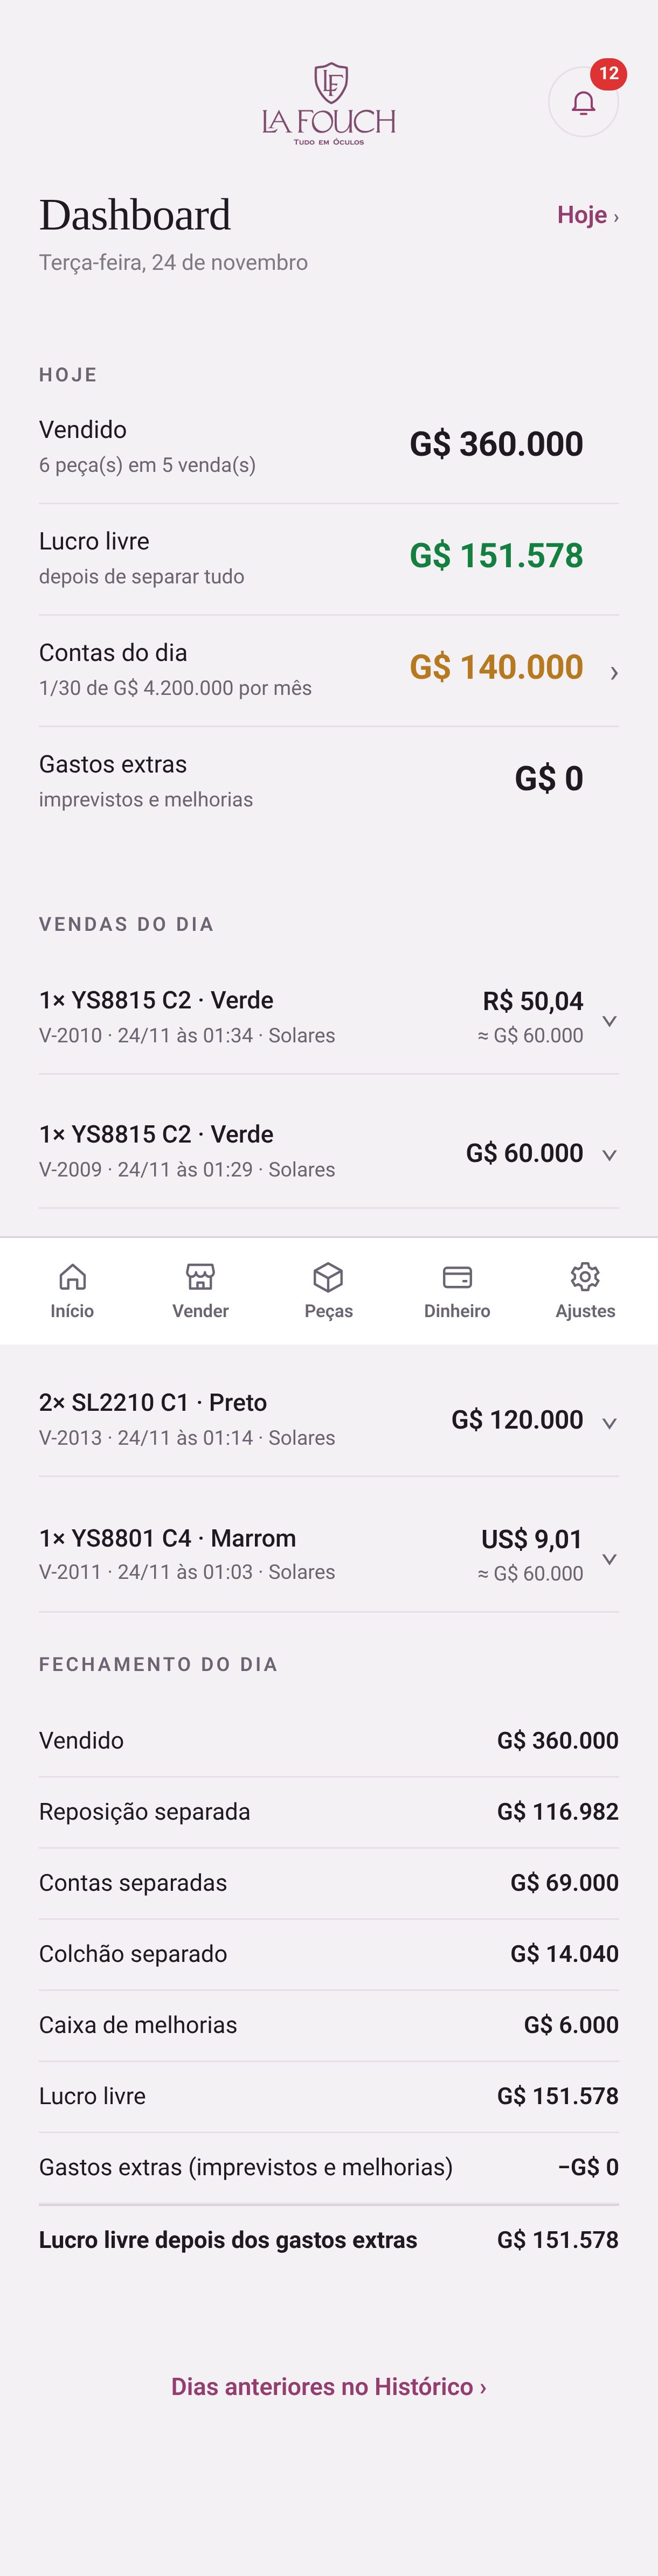 12
LF
LA FOUCH
TUDO EM ÓCULOS
Dashboard
Hoje ›
Terça-feira, 24 de novembro
HOJE
Vendido
G$ 360.000
6 peça(s) em 5 venda(s)
Lucro livre
G$ 151.578
depois de separar tudo
Contas do dia
G$ 140.000 ›
1/30 de G$ 4.200.000 por mês
Gastos extras
G$ 0
imprevistos e melhorias
VENDAS DO DIA
1× YS8815 C2 · Verde
R$ 50,04
V-2010 · 24/11 às 01:34 · Solares
≈ G$ 60.000
1× YS8815 C2 · Verde
G$ 60.000
V-2009 · 24/11 às 01:29 · Solares
Início
Vender
Peças
Dinheiro
Ajustes
2× SL2210 C1 · Preto
G$ 120.000
V-2013 · 24/11 às 01:14 · Solares
1× YS8801 C4 · Marrom
US$ 9,01
V-2011 · 24/11 às 01:03 · Solares
≈ G$ 60.000
FECHAMENTO DO DIA
Vendido G$ 360.000
Reposição separada G$ 116.982
Contas separadas G$ 69.000
Colchão separado G$ 14.040
Caixa de melhorias G$ 6.000
Lucro livre G$ 151.578
Gastos extras (imprevistos e melhorias) −G$ 0
Lucro livre depois dos gastos extras G$ 151.578
Dias anteriores no Histórico ›